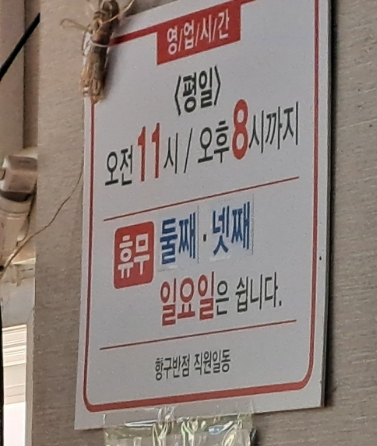 영/업/시/간
〈평일〉
오전 11시 / 오후 8시까지
휴무 둘째 · 넷째
일요일은 쉽니다.
항구반점 직원일동